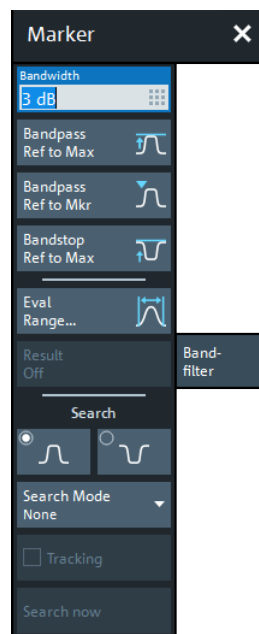 Marker
Bandwidth
3 dB
Bandpass
Ref to Max
Bandpass
Ref to Mkr
Bandstop
Ref to Max
Eval
Range...
Result
Off
Band-
filter
Search
Search Mode
None
Tracking
Search now